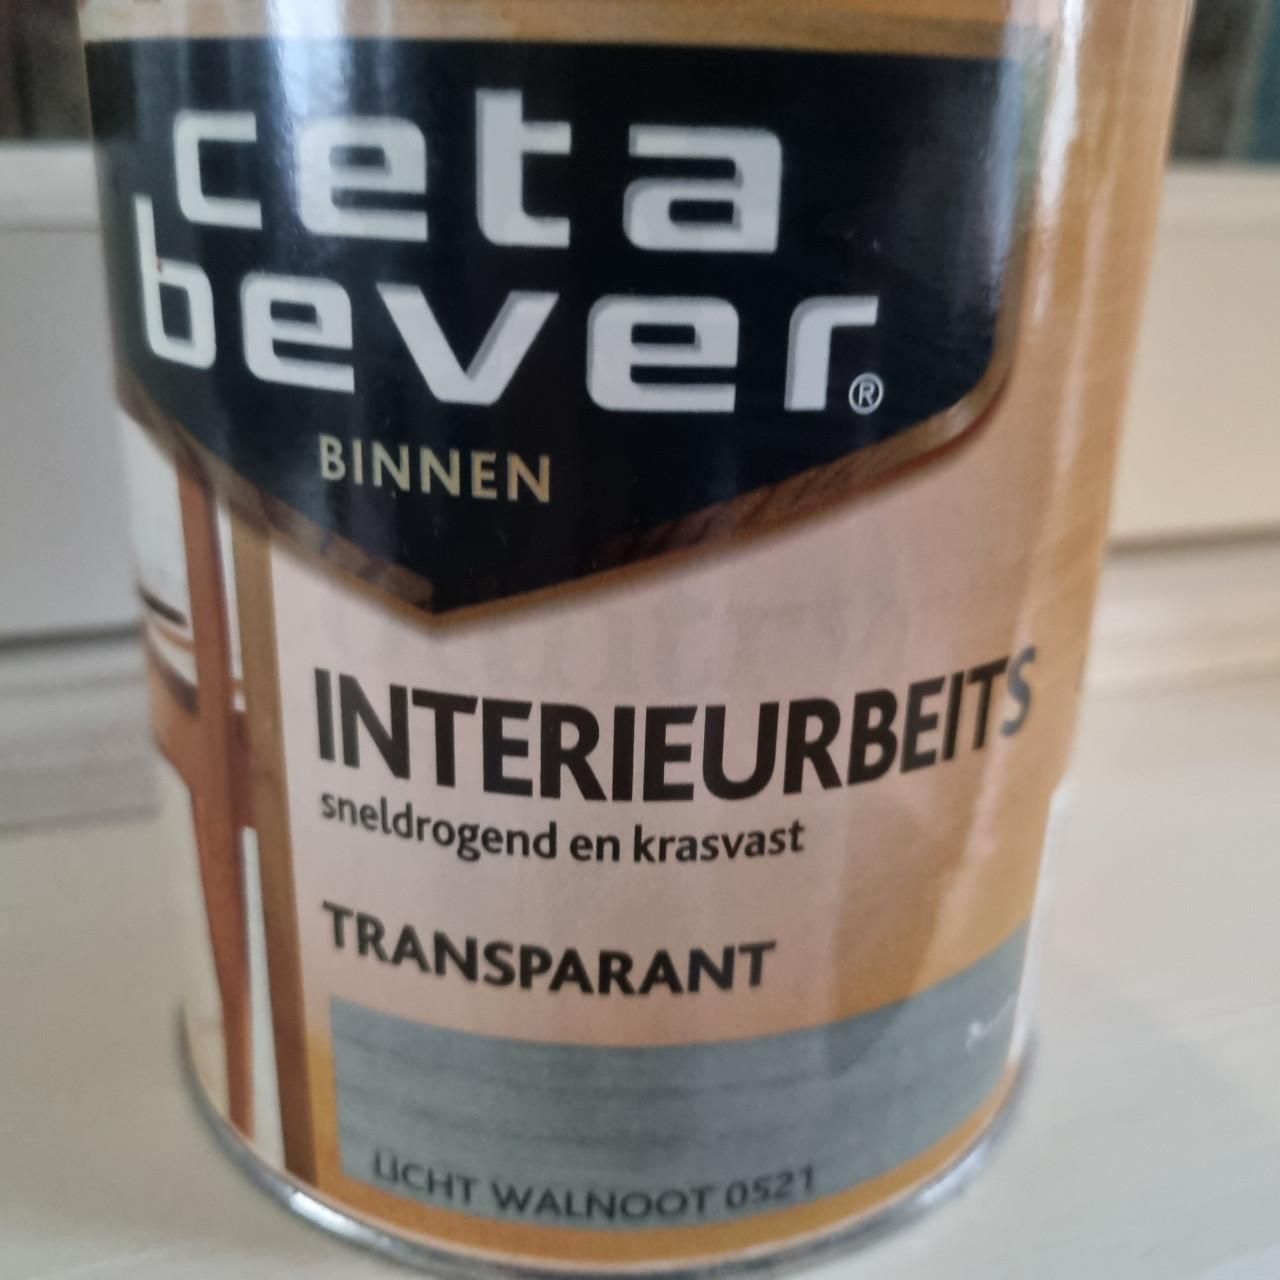 ceta
bever®
BINNEN
INTERIEURBEITS
sneldrogend en krasvast
TRANSPARANT
LICHT WALNOOT 0521